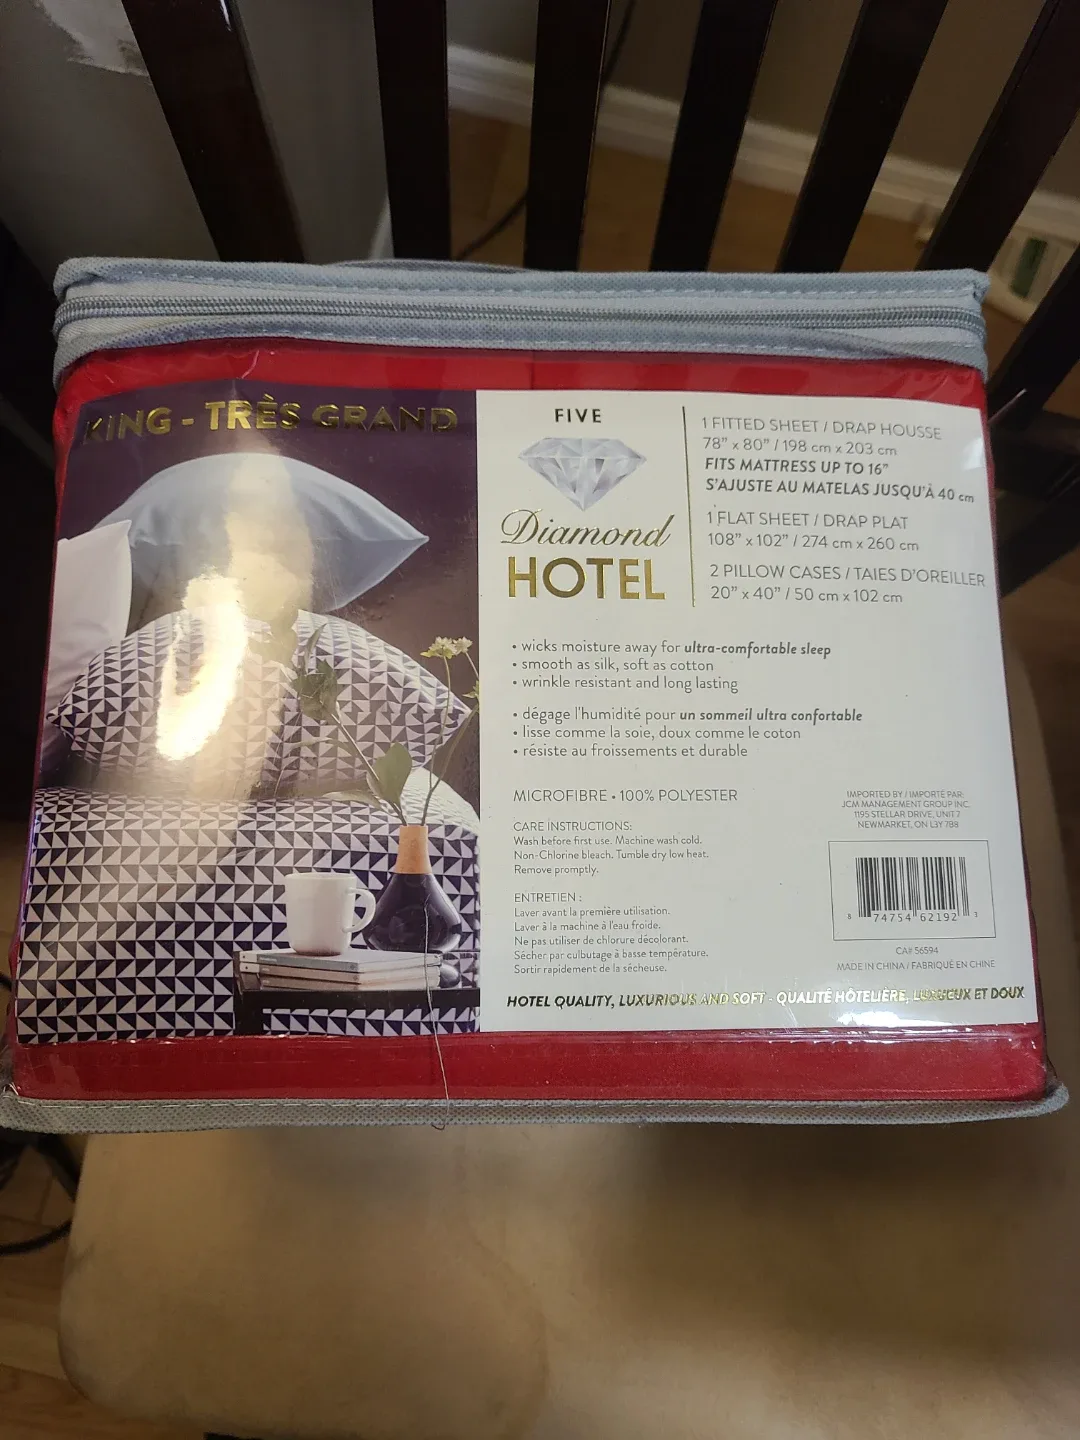 KING - TRÈS GRAND
FIVE
Diamond
HOTEL
1 FITTED SHEET / DRAP HOUSSE
78" x 80" / 198 cm x 203 cm
FITS MATTRESS UP TO 16"
S'AJUSTE AU MATELAS JUSQU'À 40 cm
1 FLAT SHEET / DRAP PLAT
108" x 102" / 274 cm x 260 cm
2 PILLOW CASES / TAIES D'OREILLER
20" x 40" / 50 cm x 102 cm
• wicks moisture away for ultra-comfortable sleep
• smooth as silk, soft as cotton
• wrinkle resistant and long lasting
• dégage l'humidité pour un sommeil ultra confortable
• lisse comme la soie, doux comme le coton
• résiste au froissements et durable
MICROFIBRE • 100% POLYESTER
CARE INSTRUCTIONS:
Wash before first use. Machine wash cold.
Non-Chlorine bleach. Tumble dry low heat.
Remove promptly.
ENTRETIEN :
Laver avant la première utilisation.
Laver à la machine à l'eau froide.
Ne pas utiliser de chlorure décolorant.
Sécher par culbutage à basse température.
Sortir rapidement de la sécheuse.
IMPORTED BY / IMPORTÉ PAR:
JCM MANAGEMENT GROUP INC.
1195 STELLAR DRIVE, UNIT 7
NEWMARKET, ON L3Y 7B8
8 74754 62192 3
CA# 56594
MADE IN CHINA / FABRIQUÉ EN CHINE
HOTEL QUALITY, LUXURIOUS AND SOFT - QUALITÉ HÔTELIÈRE, LUXUEUX ET DOUX